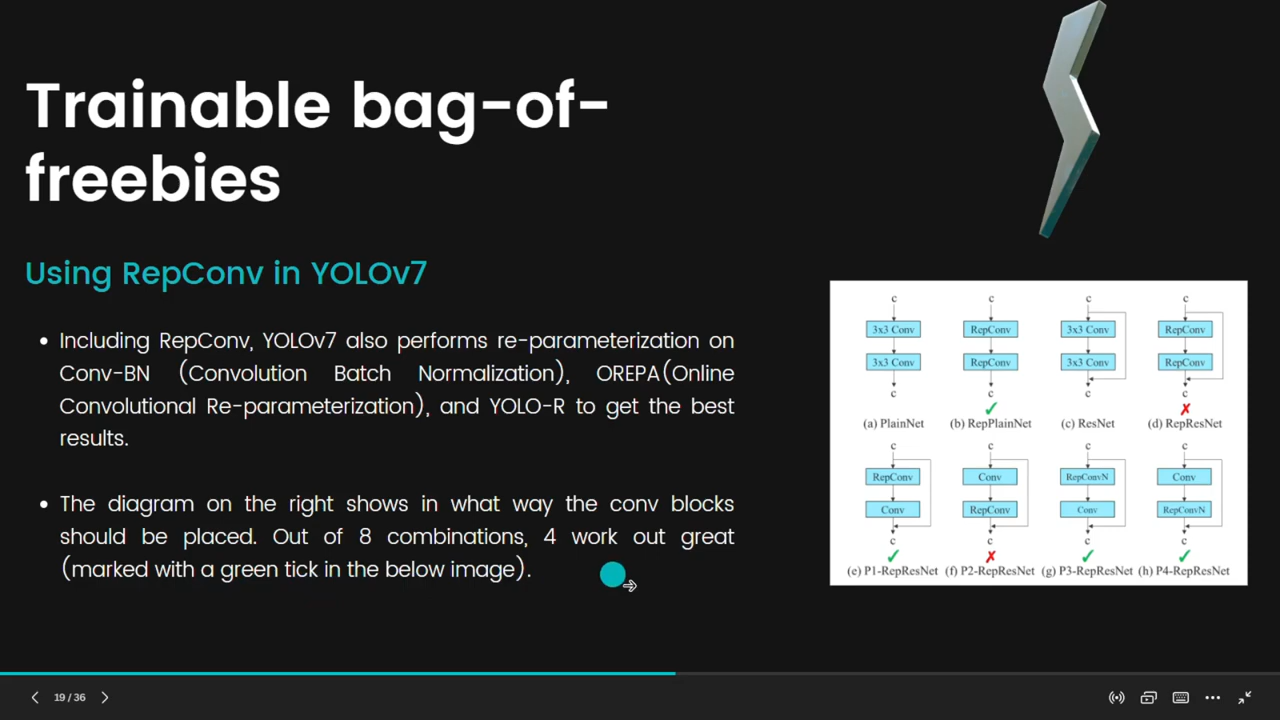 Trainable bag-of-
freebies
Using RepConv in YOLOv7
• Including RepConv, YOLOv7 also performs re-parameterization on
Conv-BN (Convolution Batch Normalization), OREPA(Online
Convolutional Re-parameterization), and YOLO-R to get the best
results.
• The diagram on the right shows in what way the conv blocks
should be placed. Out of 8 combinations, 4 work out great
(marked with a green tick in the below image).
c c c c
3x3 Conv RepConv 3x3 Conv RepConv
3x3 Conv RepConv 3x3 Conv RepConv
c c c c
✓ ✗
(a) PlainNet (b) RepPlainNet (c) ResNet (d) RepResNet
c c c c
RepConv Conv RepConvN Conv
Conv RepConv Conv RepConvN
c c c c
✓ ✗ ✓ ✓
(e) P1-RepResNet (f) P2-RepResNet (g) P3-RepResNet (h) P4-RepResNet
19 / 36